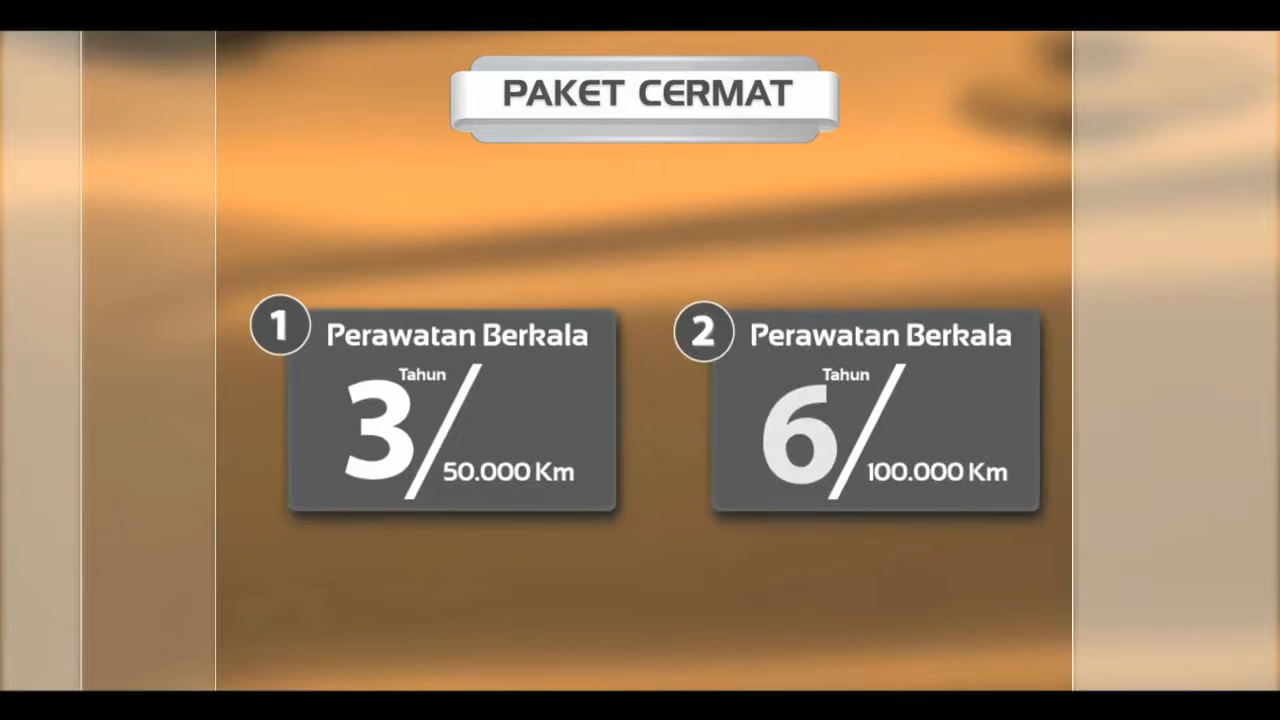 PAKET CERMAT
1
Perawatan Berkala
Tahun
3/
50.000 Km
2
Perawatan Berkala
Tahun
6/
100.000 Km